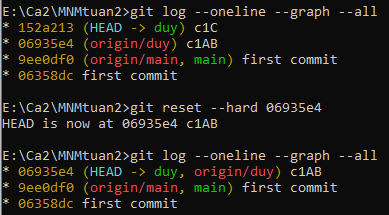 E:\Ca2\MNMtuan2>git log --oneline --graph --all
* 152a213 (HEAD -> duy) c1C
* 06935e4 (origin/duy) c1AB
* 9ee0df0 (origin/main, main) first commit
* 06358dc first commit
E:\Ca2\MNMtuan2>git reset --hard 06935e4
HEAD is now at 06935e4 c1AB
E:\Ca2\MNMtuan2>git log --oneline --graph --all
* 06935e4 (HEAD -> duy, origin/duy) c1AB
* 9ee0df0 (origin/main, main) first commit
* 06358dc first commit